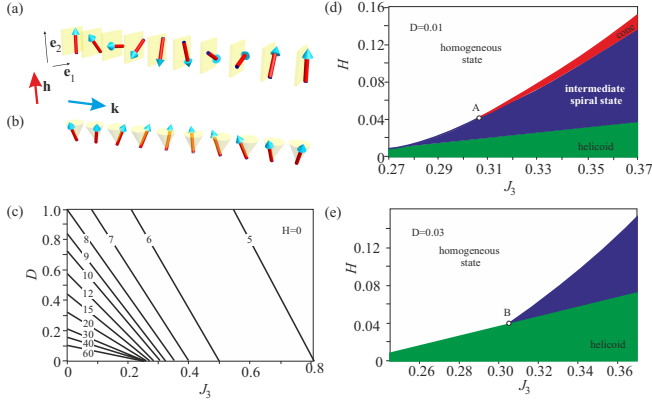 (a)
e2
e1
h
k
(b)
(c)
1.0
0.8
0.6
0.4
0.2
0
D
8
7
6
5
H=0
9
10
12
15
20
30
40
60
0
0.2
0.4
0.6
0.8
J3
(d)
0.16
0.12
0.08
0.04
0
H
D=0.01
homogeneous
state
cone
intermediate
spiral state
A
helicoid
0.27
0.29
0.31
0.33
0.35
0.37
J3
(e)
0.12
0.08
0.04
0
H
D=0.03
homogeneous
state
B
helicoid
0.26
0.28
0.30
0.32
0.34
0.36
J3